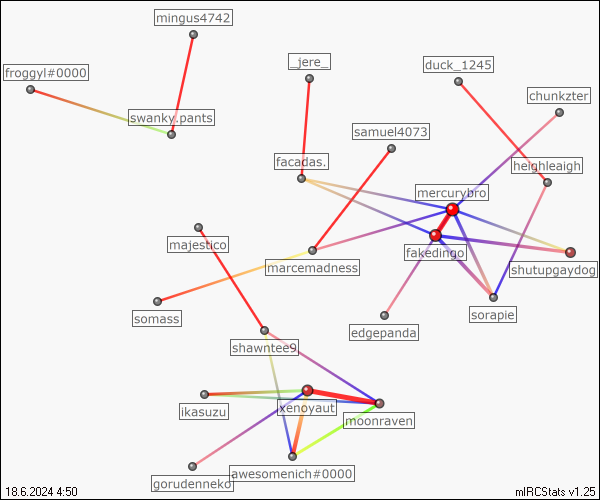 mingus4742
_jere_
duck_1245
froggyl#0000
chunkzter
swanky.pants
samuel4073
facadas.
heighleaigh
mercurybro
majestico
fakedingo
marcemadness
shutupgaydog
somass
sorapie
edgepanda
shawntee9
ikasuzu
xenoyaut
moonraven
gorudenneko
awesomenich#0000
18.6.2024 4:50
mIRCStats v1.25